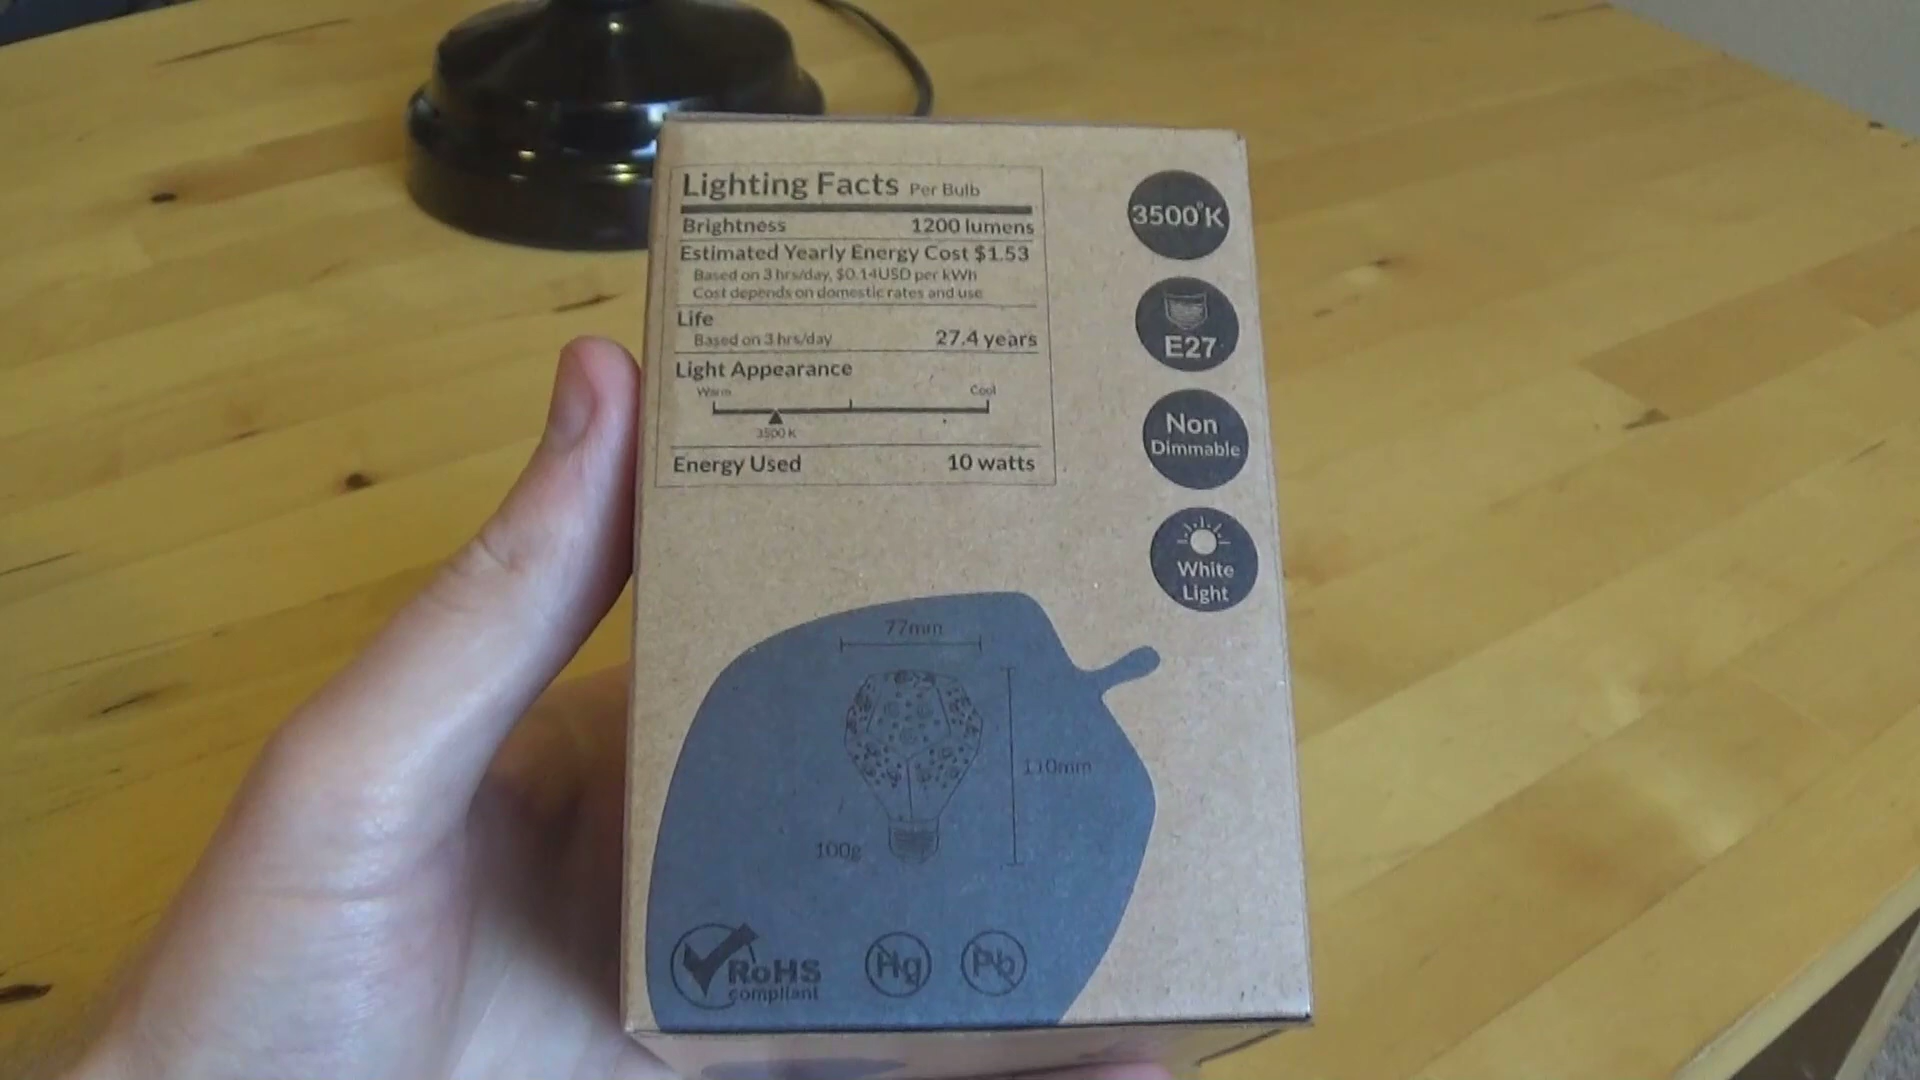 Lighting Facts Per Bulb
Brightness 1200 lumens
Estimated Yearly Energy Cost $1.53
Based on 3 hrs/day, $0.14USD per kWh
Cost depends on domestic rates and use
Life
Based on 3 hrs/day 27.4 years
Light Appearance
Warm Cool
3500 K
Energy Used 10 watts
3500°K
E27
Non
Dimmable
White
Light
77mm
110mm
100g
RoHS
compliant
Hg
Pb